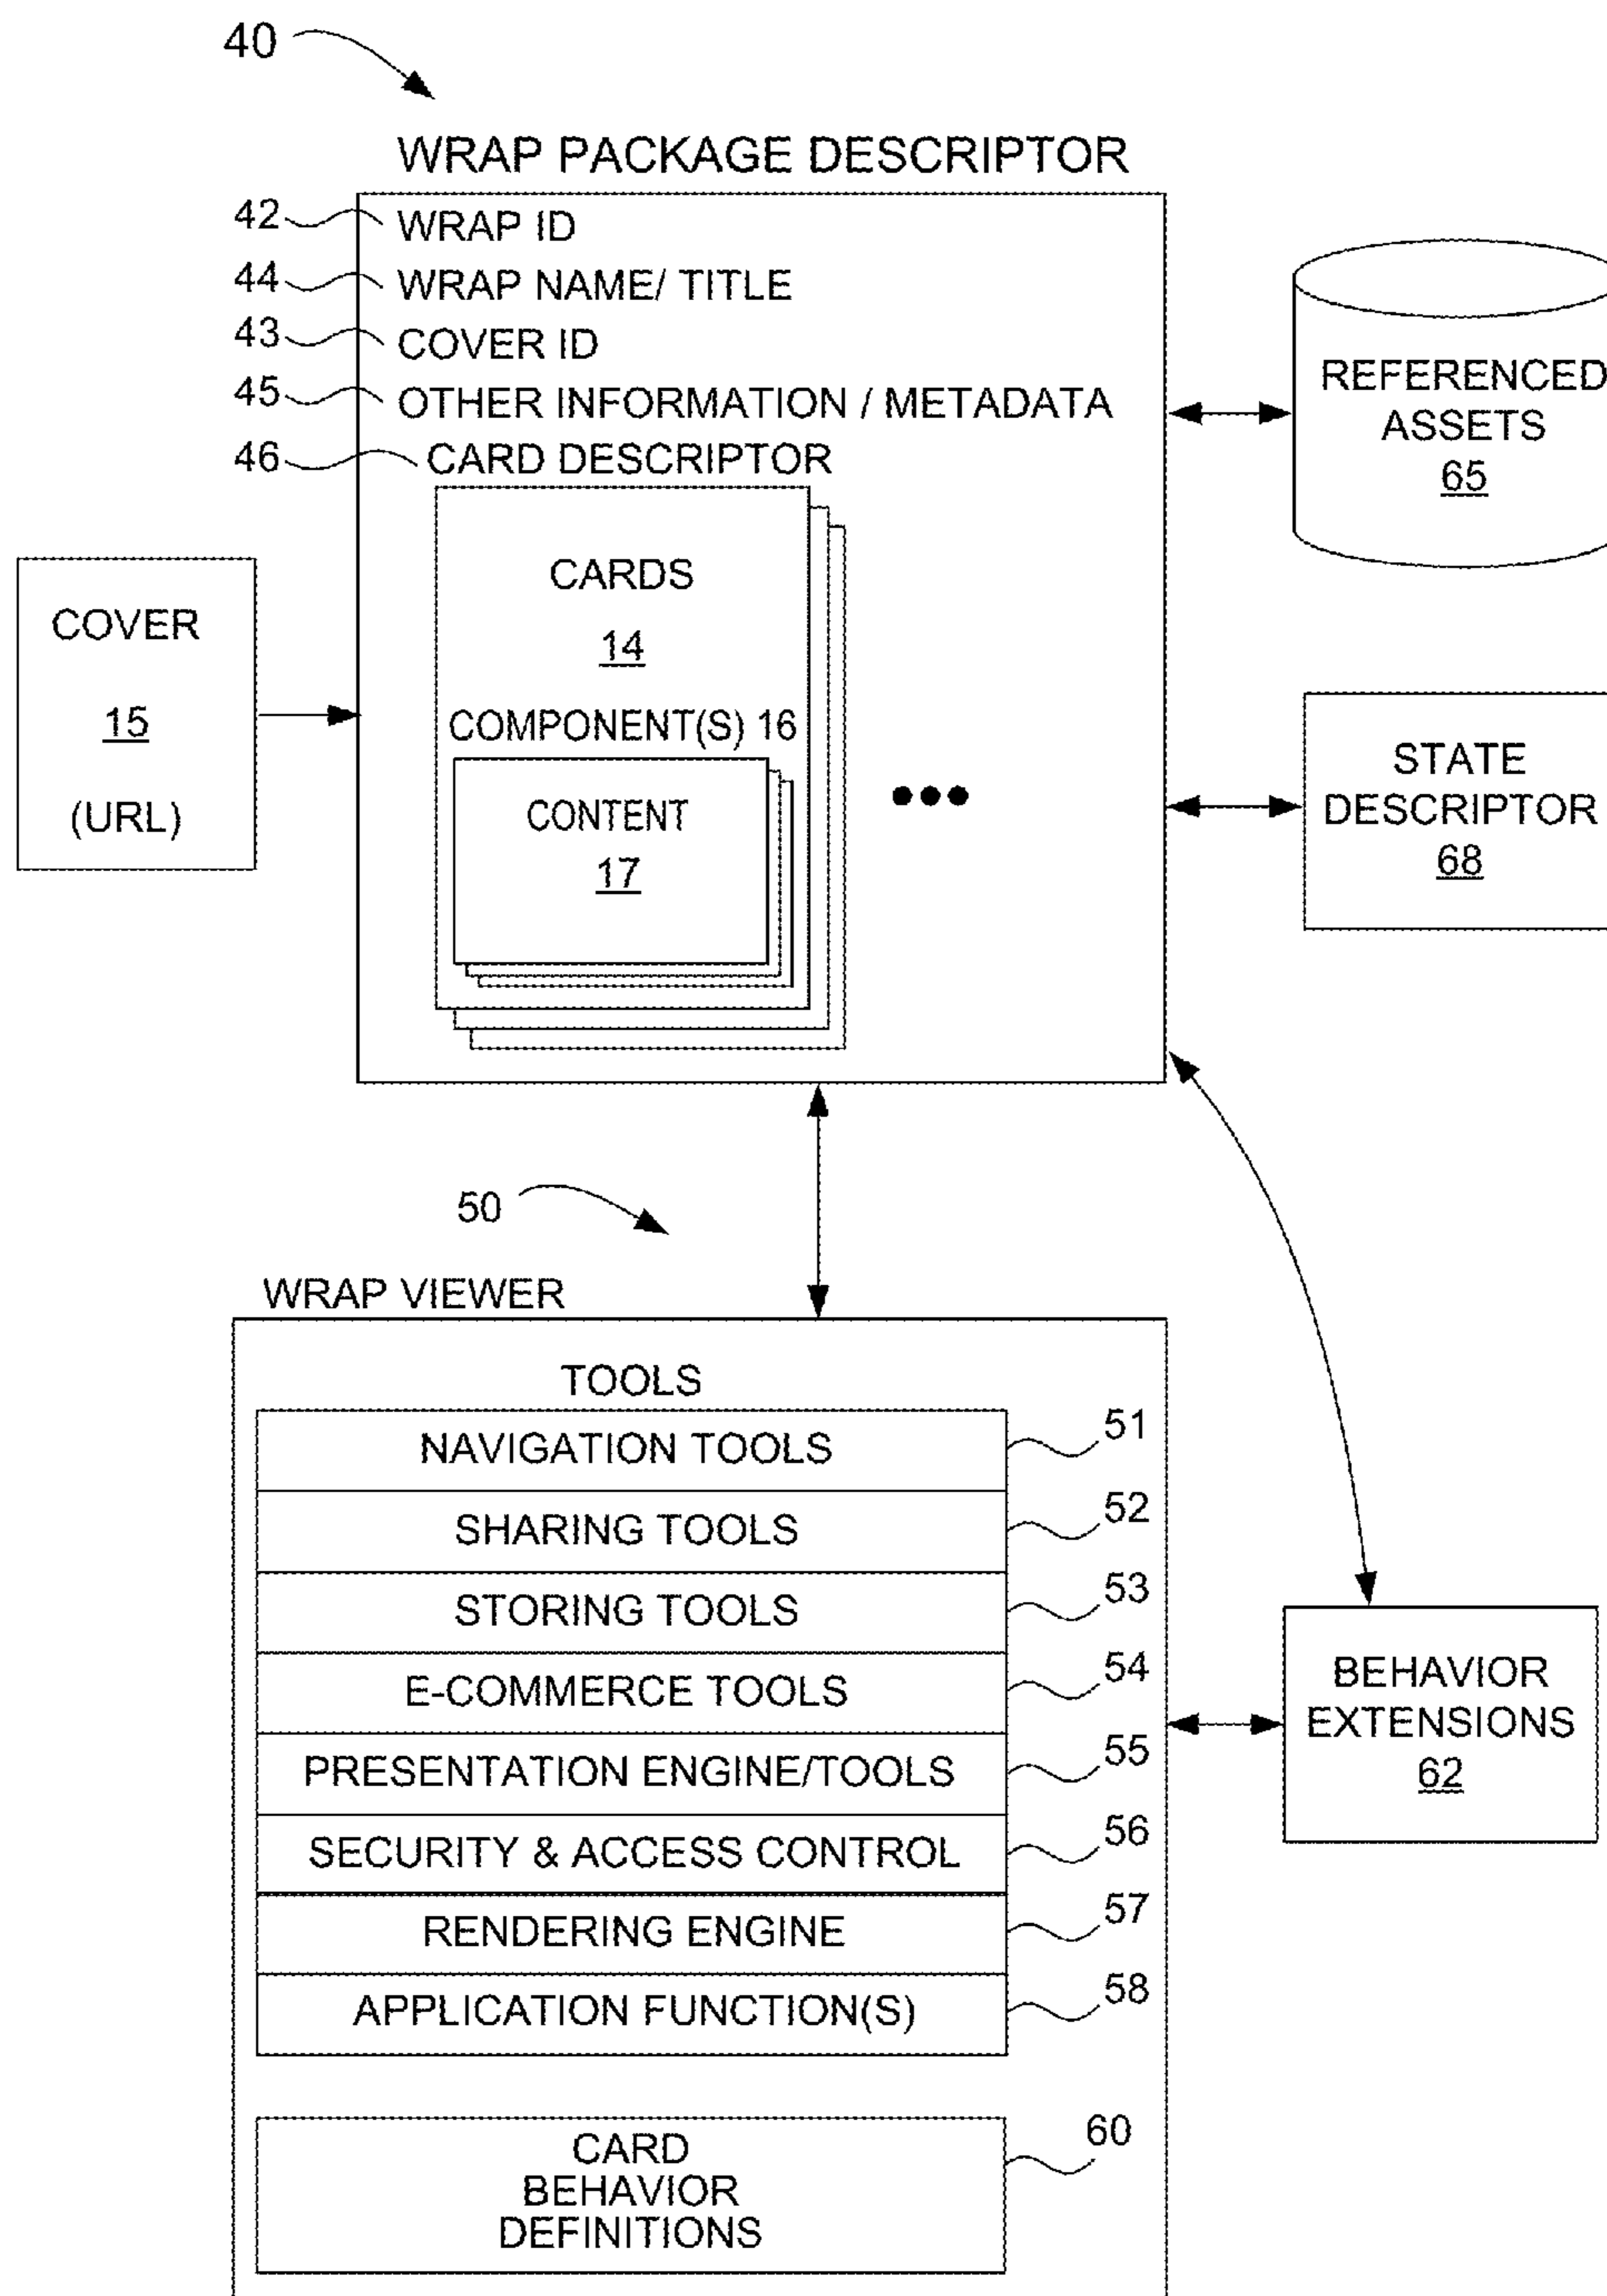 40
WRAP PACKAGE DESCRIPTOR
42 WRAP ID
44 WRAP NAME/ TITLE
43 COVER ID
45 OTHER INFORMATION / METADATA
46 CARD DESCRIPTOR
CARDS
14
COMPONENT(S) 16
CONTENT
17
COVER
15
(URL)
REFERENCED
ASSETS
65
STATE
DESCRIPTOR
68
50
WRAP VIEWER
TOOLS
NAVIGATION TOOLS 51
SHARING TOOLS 52
STORING TOOLS 53
E-COMMERCE TOOLS 54
PRESENTATION ENGINE/TOOLS 55
SECURITY & ACCESS CONTROL 56
RENDERING ENGINE 57
APPLICATION FUNCTION(S) 58
CARD
BEHAVIOR
DEFINITIONS
60
BEHAVIOR
EXTENSIONS
62